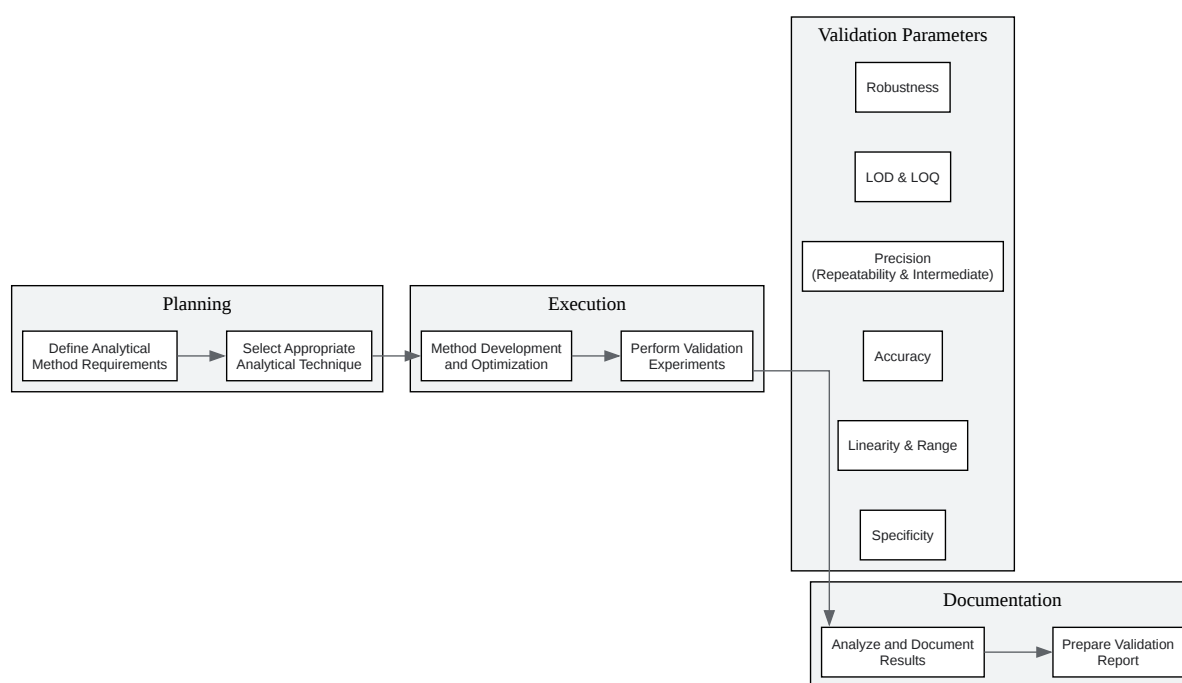 Validation Parameters
Robustness
LOD & LOQ
Precision
(Repeatability & Intermediate)
Accuracy
Linearity & Range
Specificity
Planning
Define Analytical
Method Requirements
Select Appropriate
Analytical Technique
Execution
Method Development
and Optimization
Perform Validation
Experiments
Documentation
Analyze and Document
Results
Prepare Validation
Report